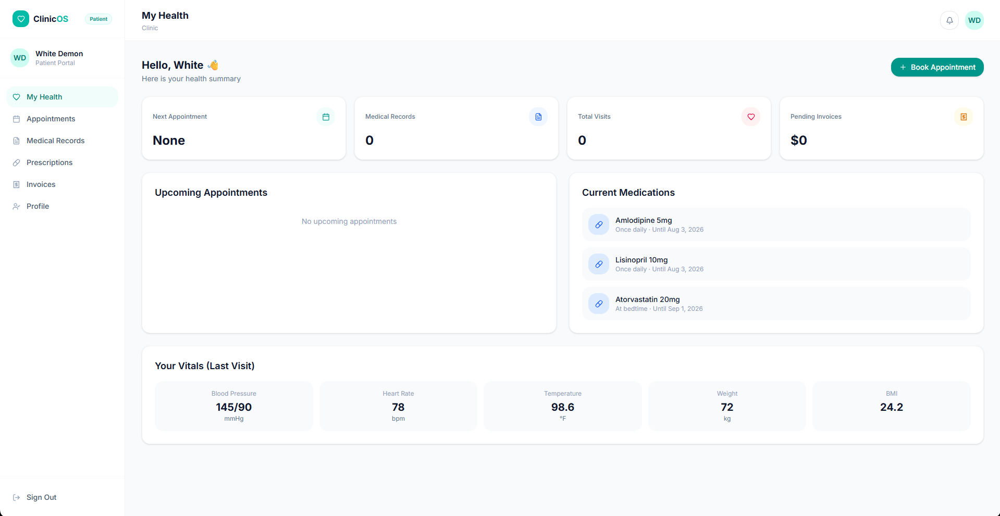 ClinicOS
Patient
WD
White Demon
Patient Portal
My Health
Appointments
Medical Records
Prescriptions
Invoices
Profile
Sign Out
My Health
Clinic
WD
Hello, White 👋
Here is your health summary
+ Book Appointment
Next Appointment
None
Medical Records
0
Total Visits
0
Pending Invoices
$0
Upcoming Appointments
No upcoming appointments
Current Medications
Amlodipine 5mg
Once daily · Until Aug 3, 2026
Lisinopril 10mg
Once daily · Until Aug 3, 2026
Atorvastatin 20mg
At bedtime · Until Sep 1, 2026
Your Vitals (Last Visit)
Blood Pressure
145/90
mmHg
Heart Rate
78
bpm
Temperature
98.6
°F
Weight
72
kg
BMI
24.2